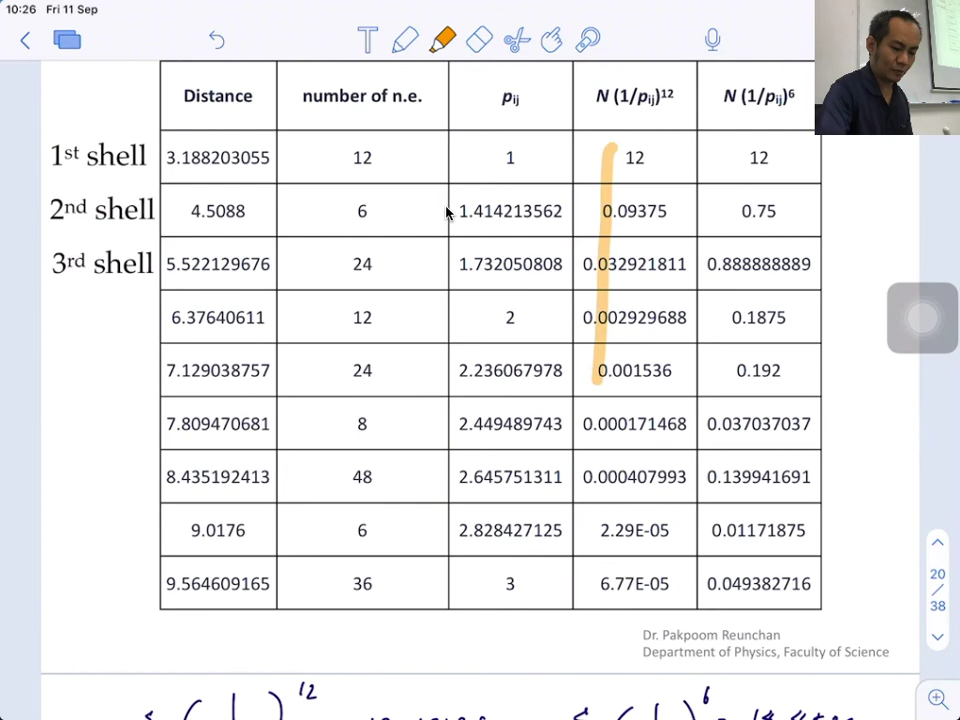 10:26 Fri 11 Sep
Distance number of n.e. pij N (1/pij)12 N (1/pij)6
1st shell 3.188203055 12 1 12 12
2nd shell 4.5088 6 1.414213562 0.09375 0.75
3rd shell 5.522129676 24 1.732050808 0.032921811 0.888888889
6.37640611 12 2 0.002929688 0.1875
7.129038757 24 2.236067978 0.001536 0.192
7.809470681 8 2.449489743 0.000171468 0.037037037
8.435192413 48 2.645751311 0.000407993 0.139941691
9.0176 6 2.828427125 2.29E-05 0.01171875
9.564609165 36 3 6.77E-05 0.049382716
20
/
38
Dr. Pakpoom Reunchan
Department of Physics, Faculty of Science
12 6